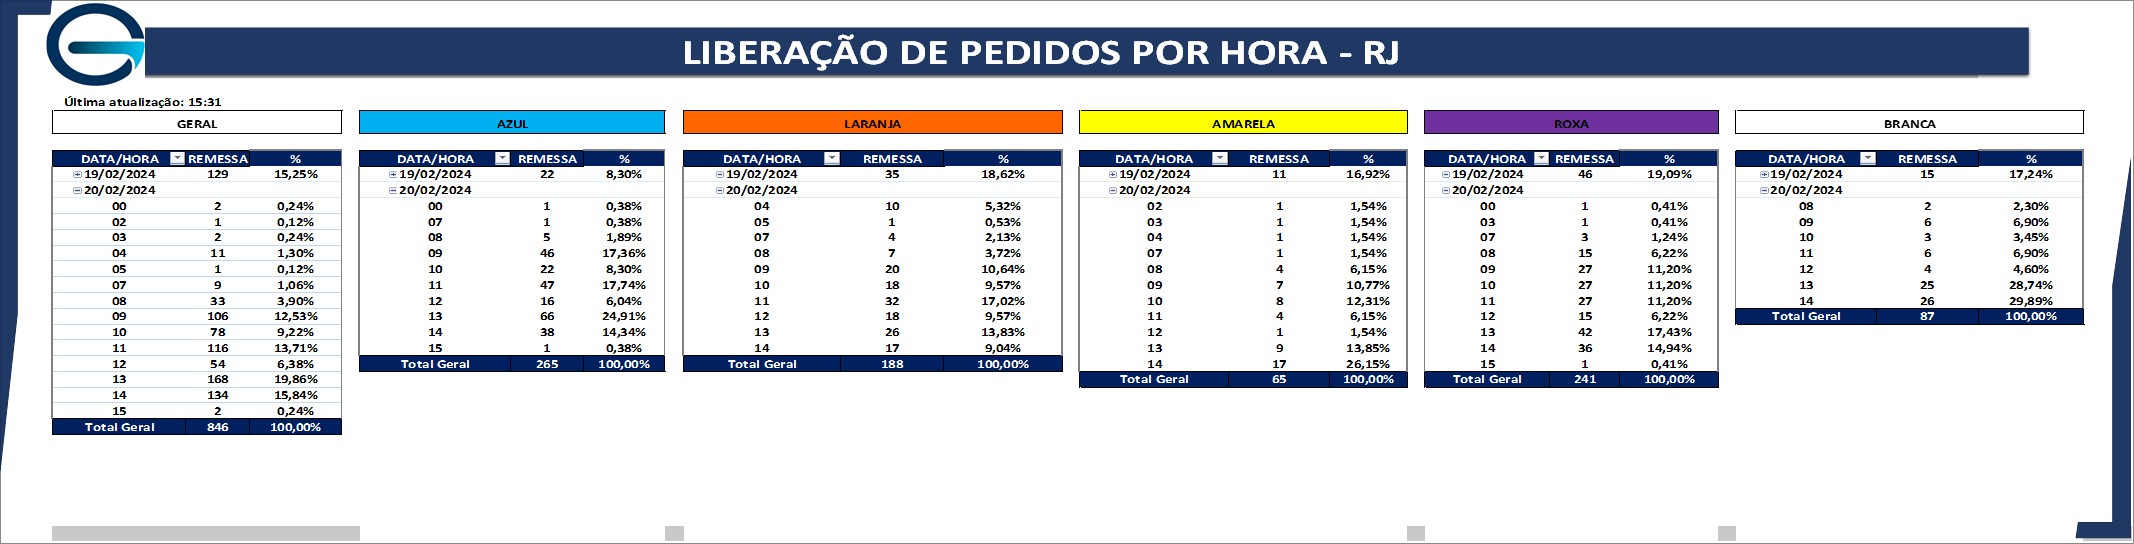 LIBERAÇÃO DE PEDIDOS POR HORA - RJ
Última atualização: 15:31
GERAL
DATA/HORA REMESSA %
19/02/2024 129 15,25%
20/02/2024
00 2 0,24%
02 1 0,12%
03 2 0,24%
04 11 1,30%
05 1 0,12%
07 9 1,06%
08 33 3,90%
09 106 12,53%
10 78 9,22%
11 116 13,71%
12 54 6,38%
13 168 19,86%
14 134 15,84%
15 2 0,24%
Total Geral 846 100,00%
AZUL
DATA/HORA REMESSA %
19/02/2024 22 8,30%
20/02/2024
00 1 0,38%
07 1 0,38%
08 5 1,89%
09 46 17,36%
10 22 8,30%
11 47 17,74%
12 16 6,04%
13 66 24,91%
14 38 14,34%
15 1 0,38%
Total Geral 265 100,00%
LARANJA
DATA/HORA REMESSA %
19/02/2024 35 18,62%
20/02/2024
04 10 5,32%
05 1 0,53%
07 4 2,13%
08 7 3,72%
09 20 10,64%
10 18 9,57%
11 32 17,02%
12 18 9,57%
13 26 13,83%
14 17 9,04%
Total Geral 188 100,00%
AMARELA
DATA/HORA REMESSA %
19/02/2024 11 16,92%
20/02/2024
02 1 1,54%
03 1 1,54%
04 1 1,54%
07 1 1,54%
08 4 6,15%
09 7 10,77%
10 8 12,31%
11 4 6,15%
12 1 1,54%
13 9 13,85%
14 17 26,15%
Total Geral 65 100,00%
ROXA
DATA/HORA REMESSA %
19/02/2024 46 19,09%
20/02/2024
00 1 0,41%
03 1 0,41%
07 3 1,24%
08 15 6,22%
09 27 11,20%
10 27 11,20%
11 27 11,20%
12 15 6,22%
13 42 17,43%
14 36 14,94%
15 1 0,41%
Total Geral 241 100,00%
BRANCA
DATA/HORA REMESSA %
19/02/2024 15 17,24%
20/02/2024
08 2 2,30%
09 6 6,90%
10 3 3,45%
11 6 6,90%
12 4 4,60%
13 25 28,74%
14 26 29,89%
Total Geral 87 100,00%